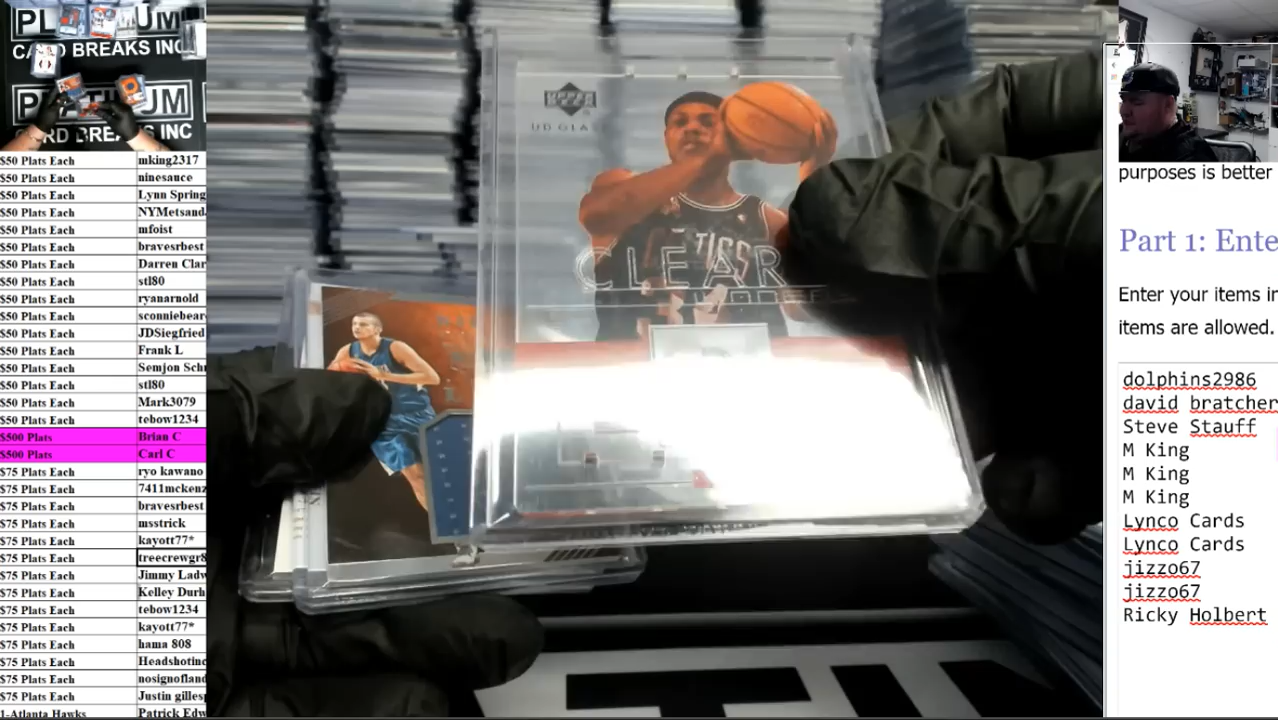 PLATINUM
CARD BREAKS INC
PLATINUM
CARD BREAKS INC
$50 Plats Each mking2317
$50 Plats Each ninesauce
$50 Plats Each Lynn Spring
$50 Plats Each NYMetsand
$50 Plats Each mfoist
$50 Plats Each bravesrbest
$50 Plats Each Darren Clar
$50 Plats Each stl80
$50 Plats Each ryanarnold
$50 Plats Each sconniebear
$50 Plats Each JDSiegfried
$50 Plats Each Frank L
$50 Plats Each Semjon Sch
$50 Plats Each stl80
$50 Plats Each Mark3079
$50 Plats Each tebow1234
$500 Plats Brian C
$500 Plats Carl C
$75 Plats Each ryo kawano
$75 Plats Each 7411mckenz
$75 Plats Each bravesrbest
$75 Plats Each msstrick
$75 Plats Each kayott77*
$75 Plats Each treecrewgr8
$75 Plats Each Jimmy Ladw
$75 Plats Each Kelley Durh
$75 Plats Each tebow1234
$75 Plats Each kayott77*
$75 Plats Each hama 808
$75 Plats Each Headshotinc
$75 Plats Each nosignofland
$75 Plats Each Justin gilles
1-Atlanta Hawks Patrick Edw
UPPER DECK
UD GLA
CLEAR
purposes is better
Part 1: Ente
Enter your items in
items are allowed.
dolphins2986
david bratcher
Steve Stauff
M King
M King
M King
Lynco Cards
Lynco Cards
jizzo67
jizzo67
Ricky Holbert